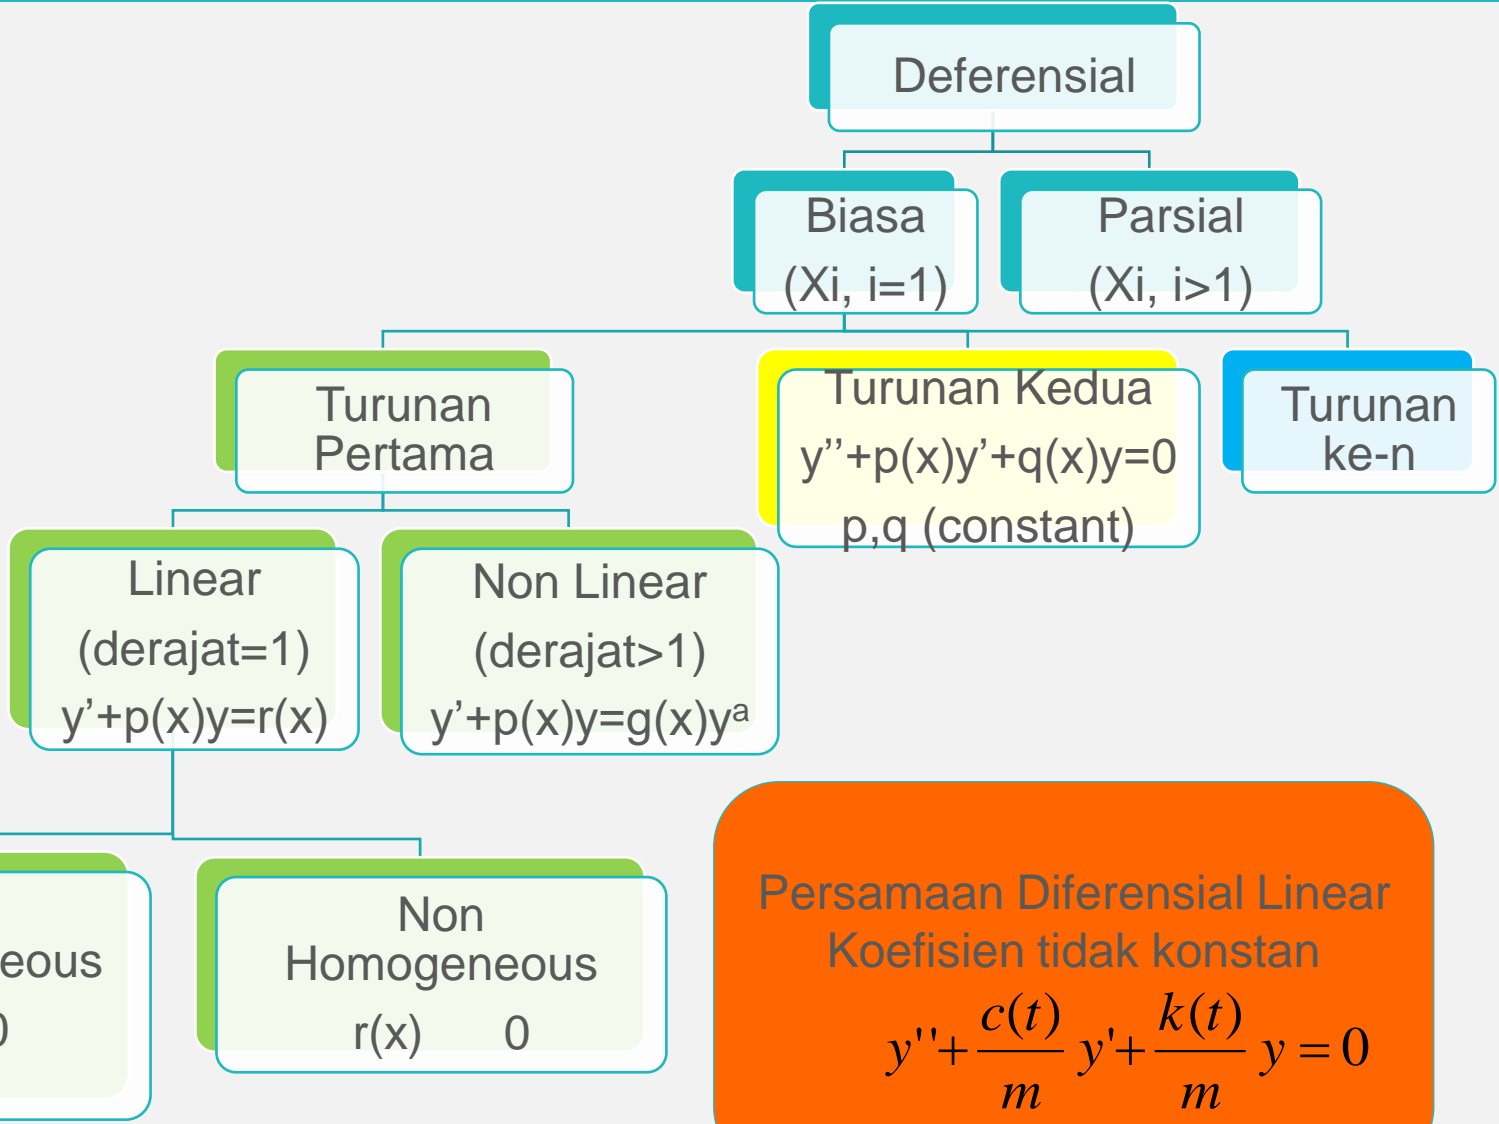 Deferensial
Biasa
(Xi, i=1)
Parsial
(Xi, i>1)
Turunan
Pertama
Turunan Kedua
y’’+p(x)y’+q(x)y=0
p,q (constant)
Turunan
ke-n
Linear
(derajat=1)
y’+p(x)y=r(x)
Non Linear
(derajat>1)
y’+p(x)y=g(x)yᵃ
eous
0
Non
Homogeneous
r(x) 0
Persamaan Diferensial Linear
Koefisien tidak konstan
y''+ c(t)/m y'+ k(t)/m y = 0